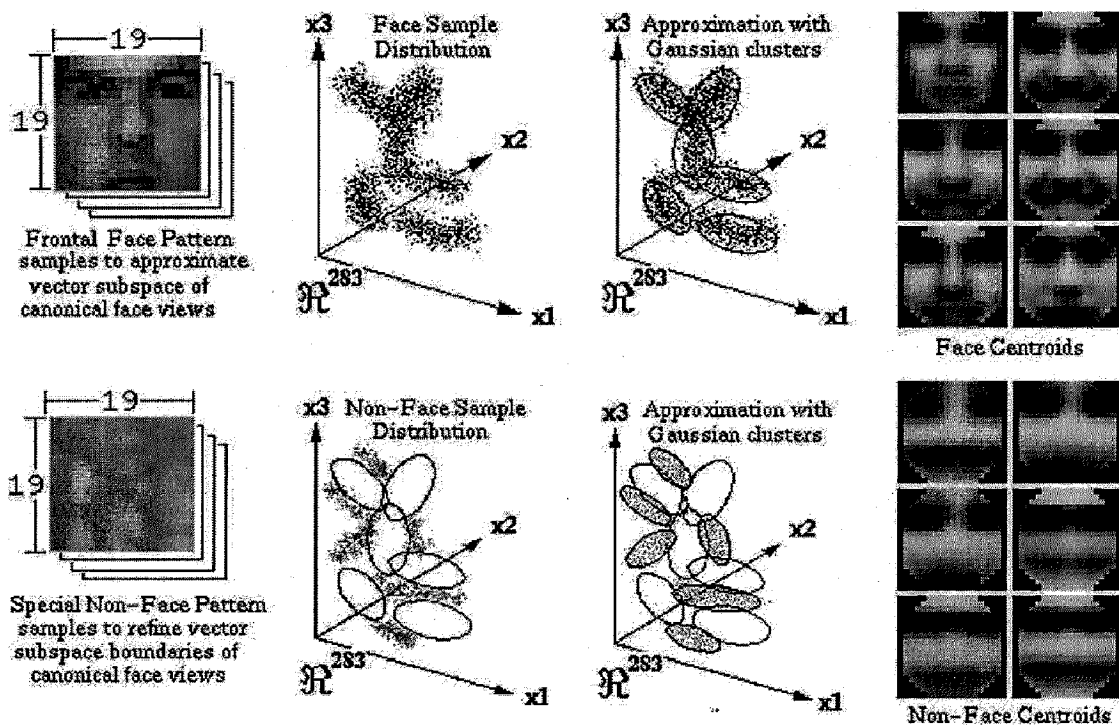 19
19
Frontal Face Pattern
samples to approximate
vector subspace of
canonical face views
x3
Face Sample
Distribution
x2
ℜ283
x1
x3
Approximation with
Gaussian clusters
x2
ℜ283
x1
Face Centroids
19
19
Special Non-Face Pattern
samples to refine vector
subspace boundaries of
canonical face views
x3
Non-Face Sample
Distribution
x2
ℜ283
x1
x3
Approximation with
Gaussian clusters
x2
ℜ283
x1
Non-Face Centroids